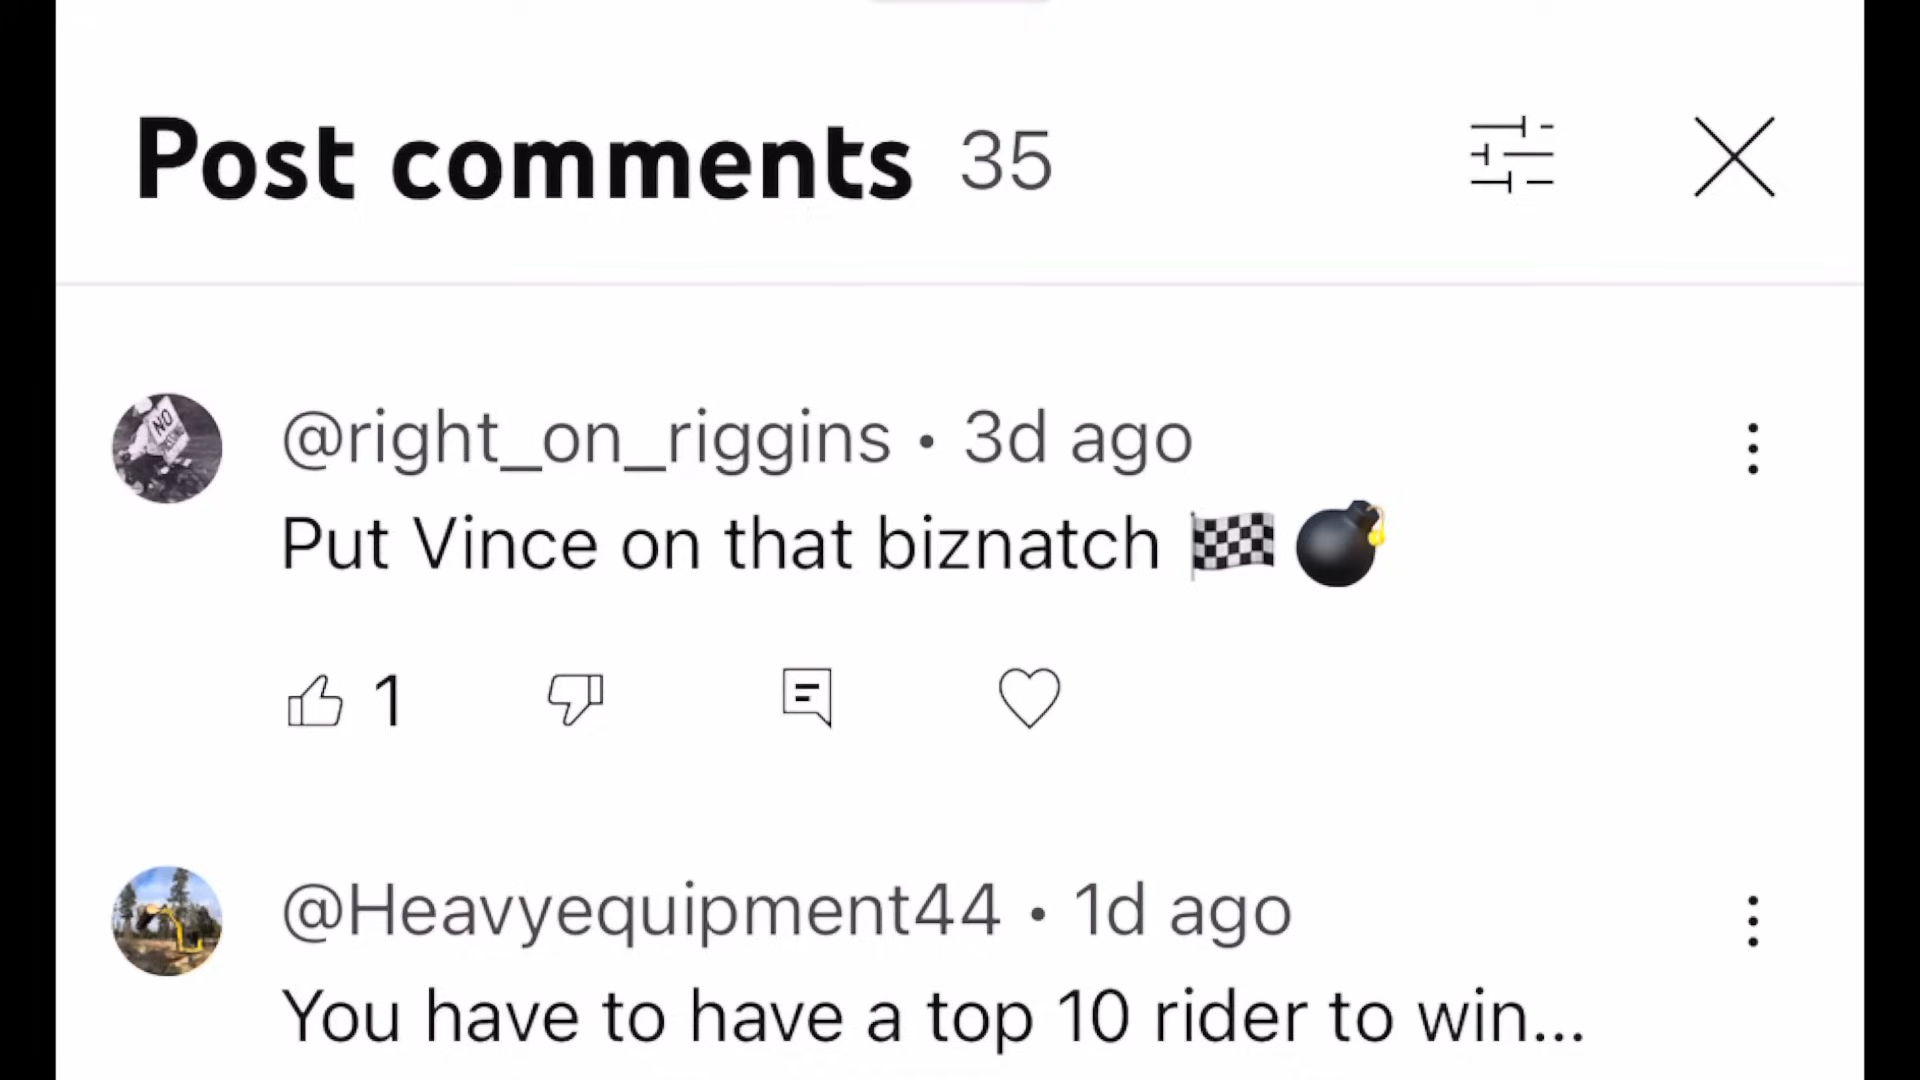 Post comments 35
@right_on_riggins • 3d ago
Put Vince on that biznatch 🏁 💣
1
@Heavyequipment44 • 1d ago
You have to have a top 10 rider to win...